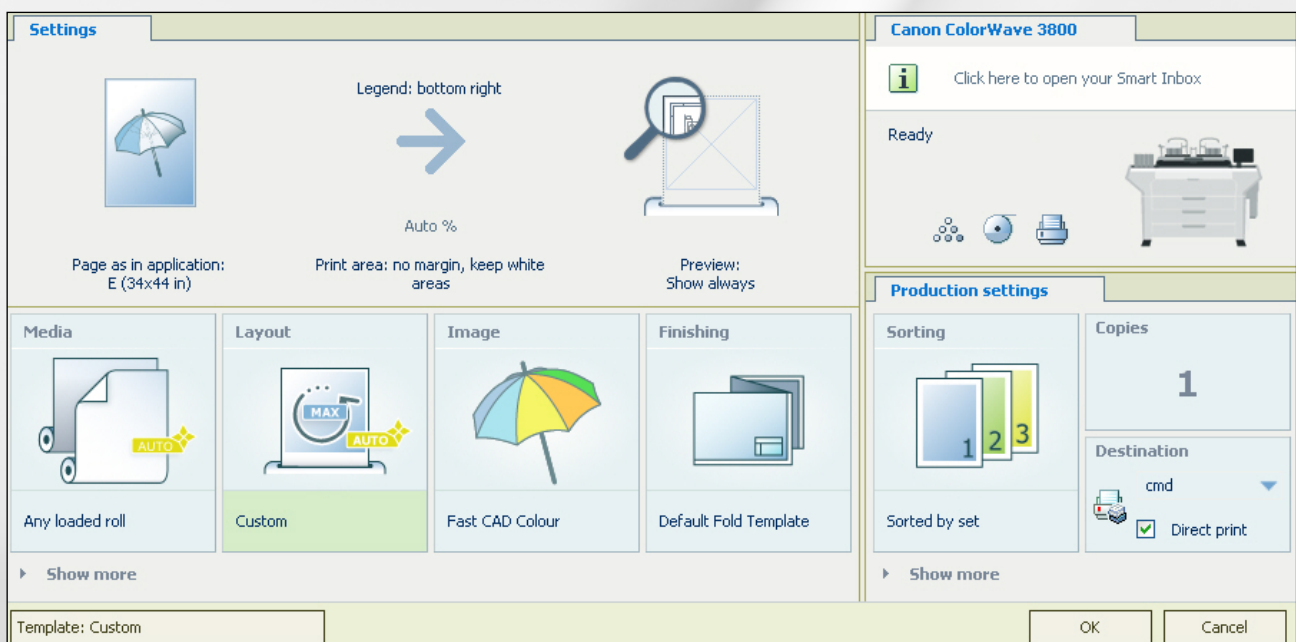 Settings
Legend: bottom right
Auto %
Page as in application:
E (34x44 in)
Print area: no margin, keep white
areas
Preview:
Show always
Canon ColorWave 3800
i
Click here to open your Smart Inbox
Ready
Media
AUTO
Any loaded roll
Layout
MAX
AUTO
Custom
Image
Fast CAD Colour
Finishing
Default Fold Template
Show more
Production settings
Sorting
1
2
3
Sorted by set
Copies
1
Destination
cmd
Direct print
Show more
Template: Custom
OK
Cancel